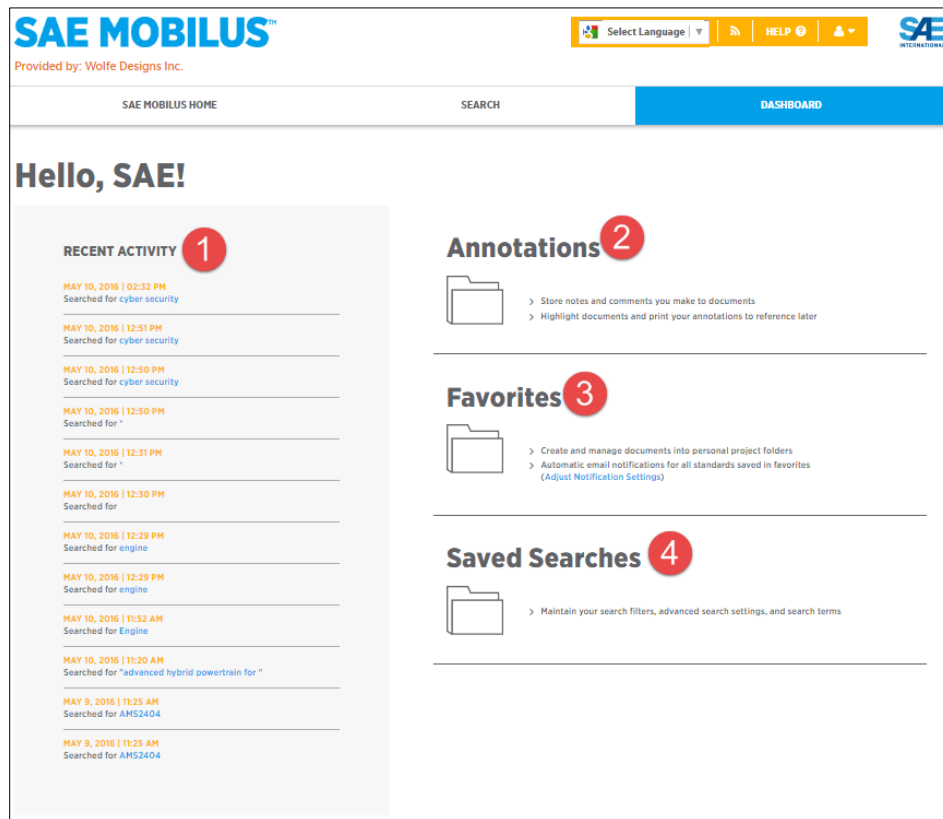 SAE MOBILUS™
Select Language ▼
HELP ?
SAE
INTERNATIONAL
Provided by: Wolfe Designs Inc.
SAE MOBILUS HOME
SEARCH
DASHBOARD
Hello, SAE!
RECENT ACTIVITY 1
MAY 10, 2016 | 02:32 PM
Searched for cyber security
MAY 10, 2016 | 12:51 PM
Searched for cyber security
MAY 10, 2016 | 12:50 PM
Searched for cyber security
MAY 10, 2016 | 12:50 PM
Searched for *
MAY 10, 2016 | 12:31 PM
Searched for *
MAY 10, 2016 | 12:30 PM
Searched for
MAY 10, 2016 | 12:29 PM
Searched for engine
MAY 10, 2016 | 12:29 PM
Searched for engine
MAY 10, 2016 | 11:52 AM
Searched for Engine
MAY 10, 2016 | 11:20 AM
Searched for "advanced hybrid powertrain for "
MAY 9, 2016 | 11:25 AM
Searched for AMS2404
MAY 9, 2016 | 11:25 AM
Searched for AMS2404
Annotations 2
> Store notes and comments you make to documents
> Highlight documents and print your annotations to reference later
Favorites 3
> Create and manage documents into personal project folders
> Automatic email notifications for all standards saved in favorites
(Adjust Notification Settings)
Saved Searches 4
> Maintain your search filters, advanced search settings, and search terms